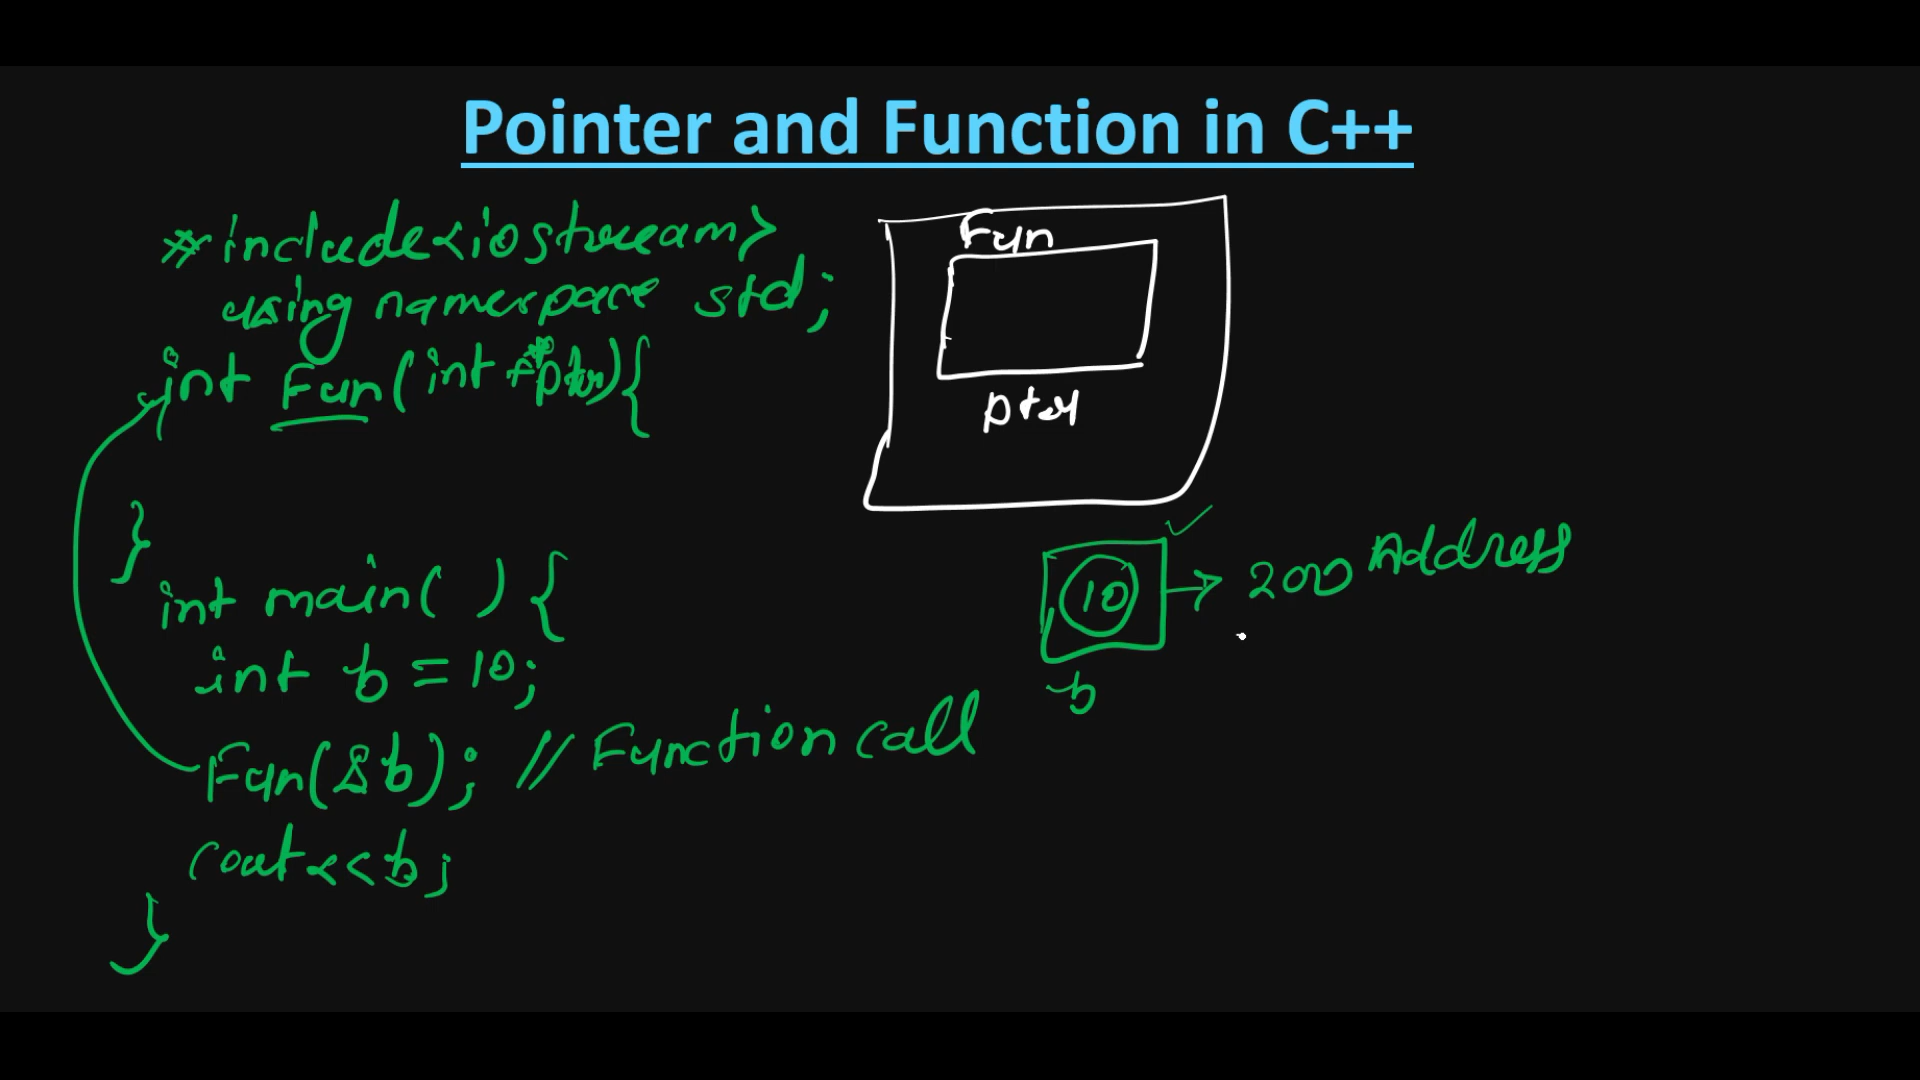 Pointer and Function in C++
#include<iostream>
using namespace std;
int Fun(int *ptr){
}
int main( ) {
int b = 10;
Fun(&b); // Function call
cout<<b;
}
Fun
ptr
10 → 200 Address
b